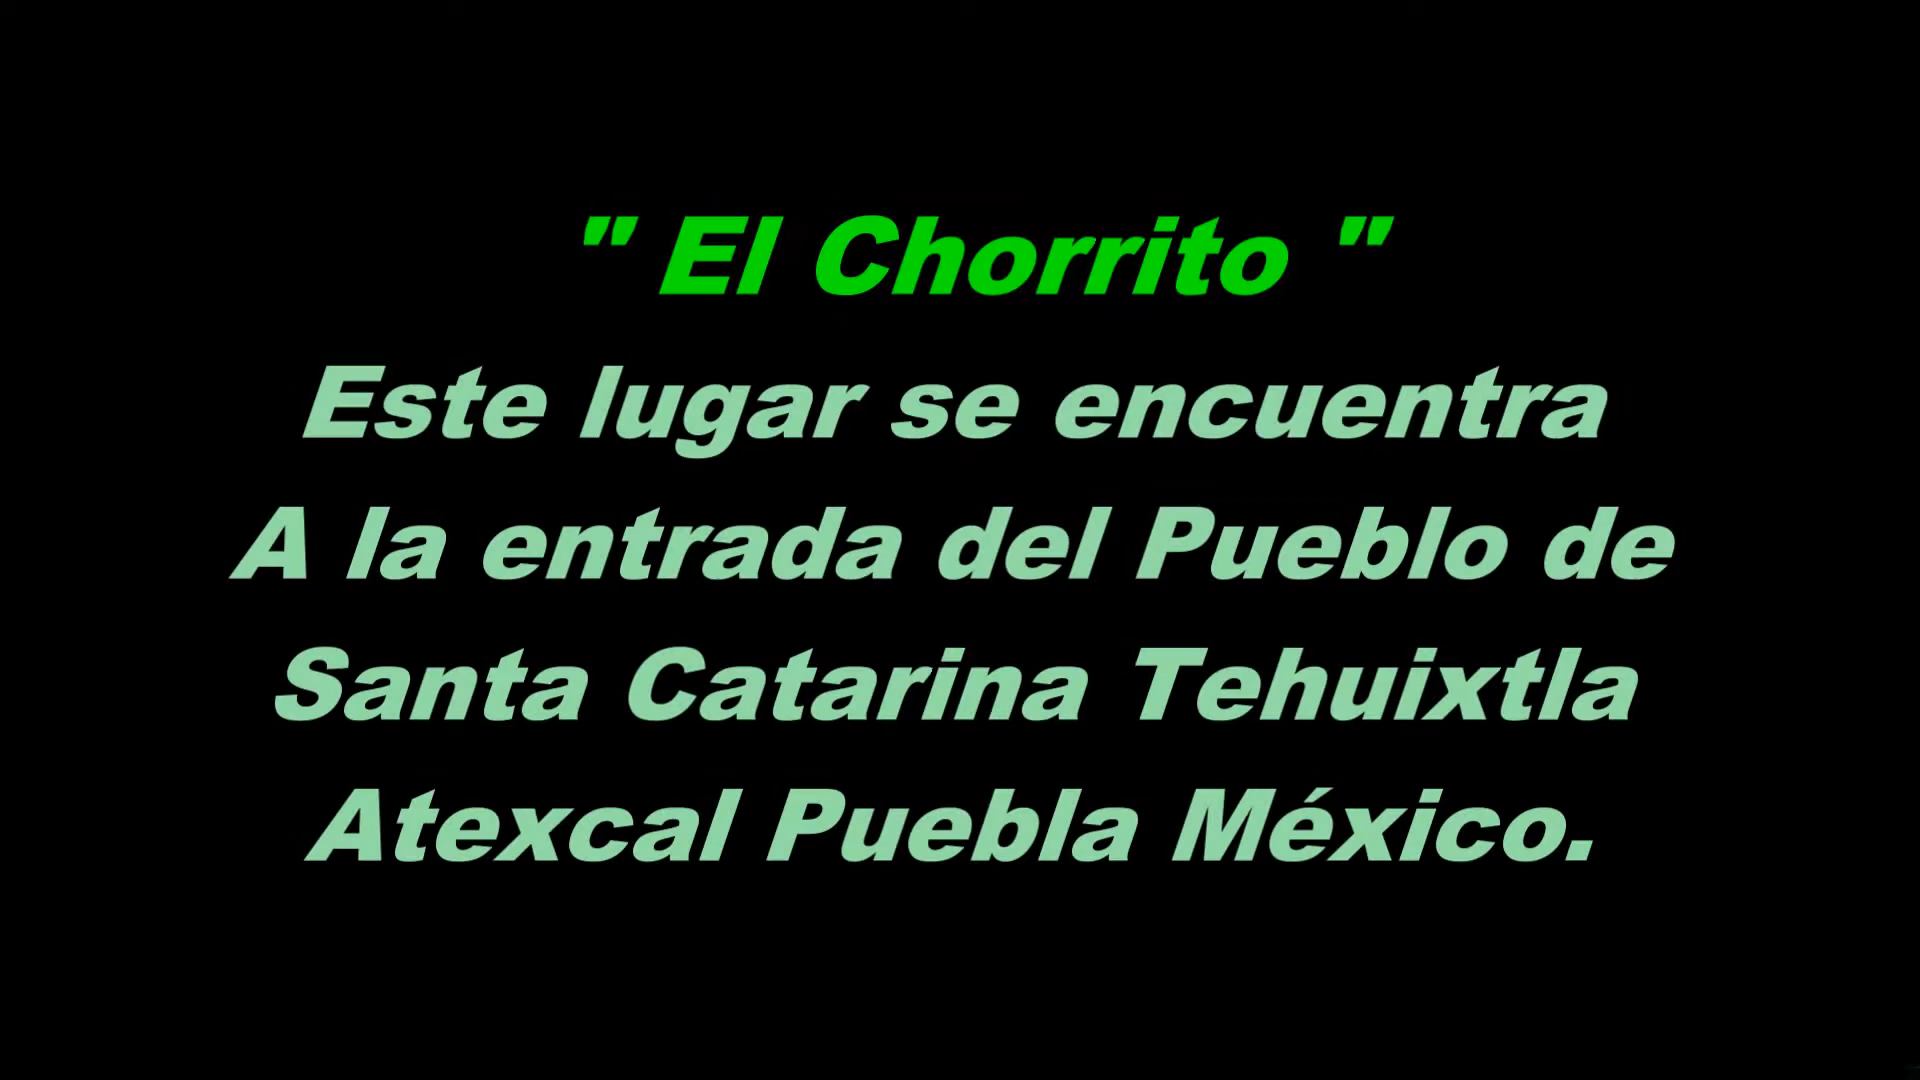 " El Chorrito "
Este lugar se encuentra
A la entrada del Pueblo de
Santa Catarina Tehuixtla
Atexcal Puebla México.